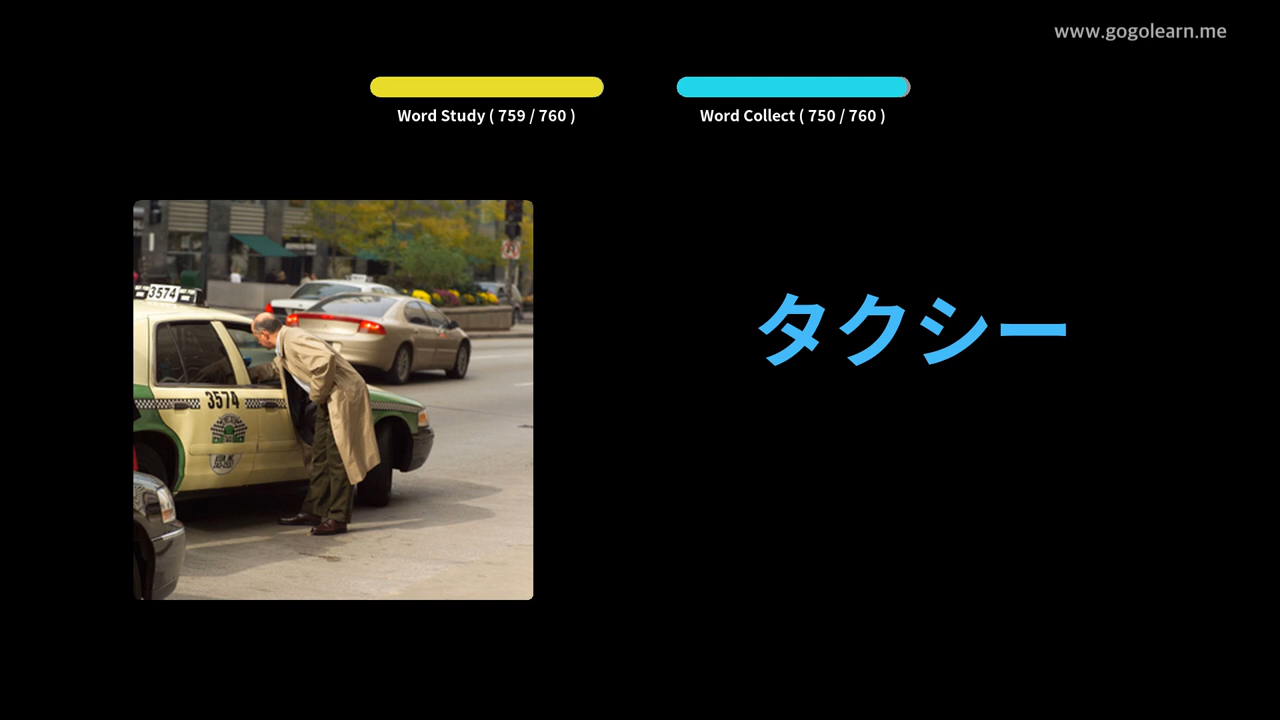 www.gogolearn.me
Word Study ( 759 / 760 )
Word Collect ( 750 / 760 )
タクシー
3574
3574